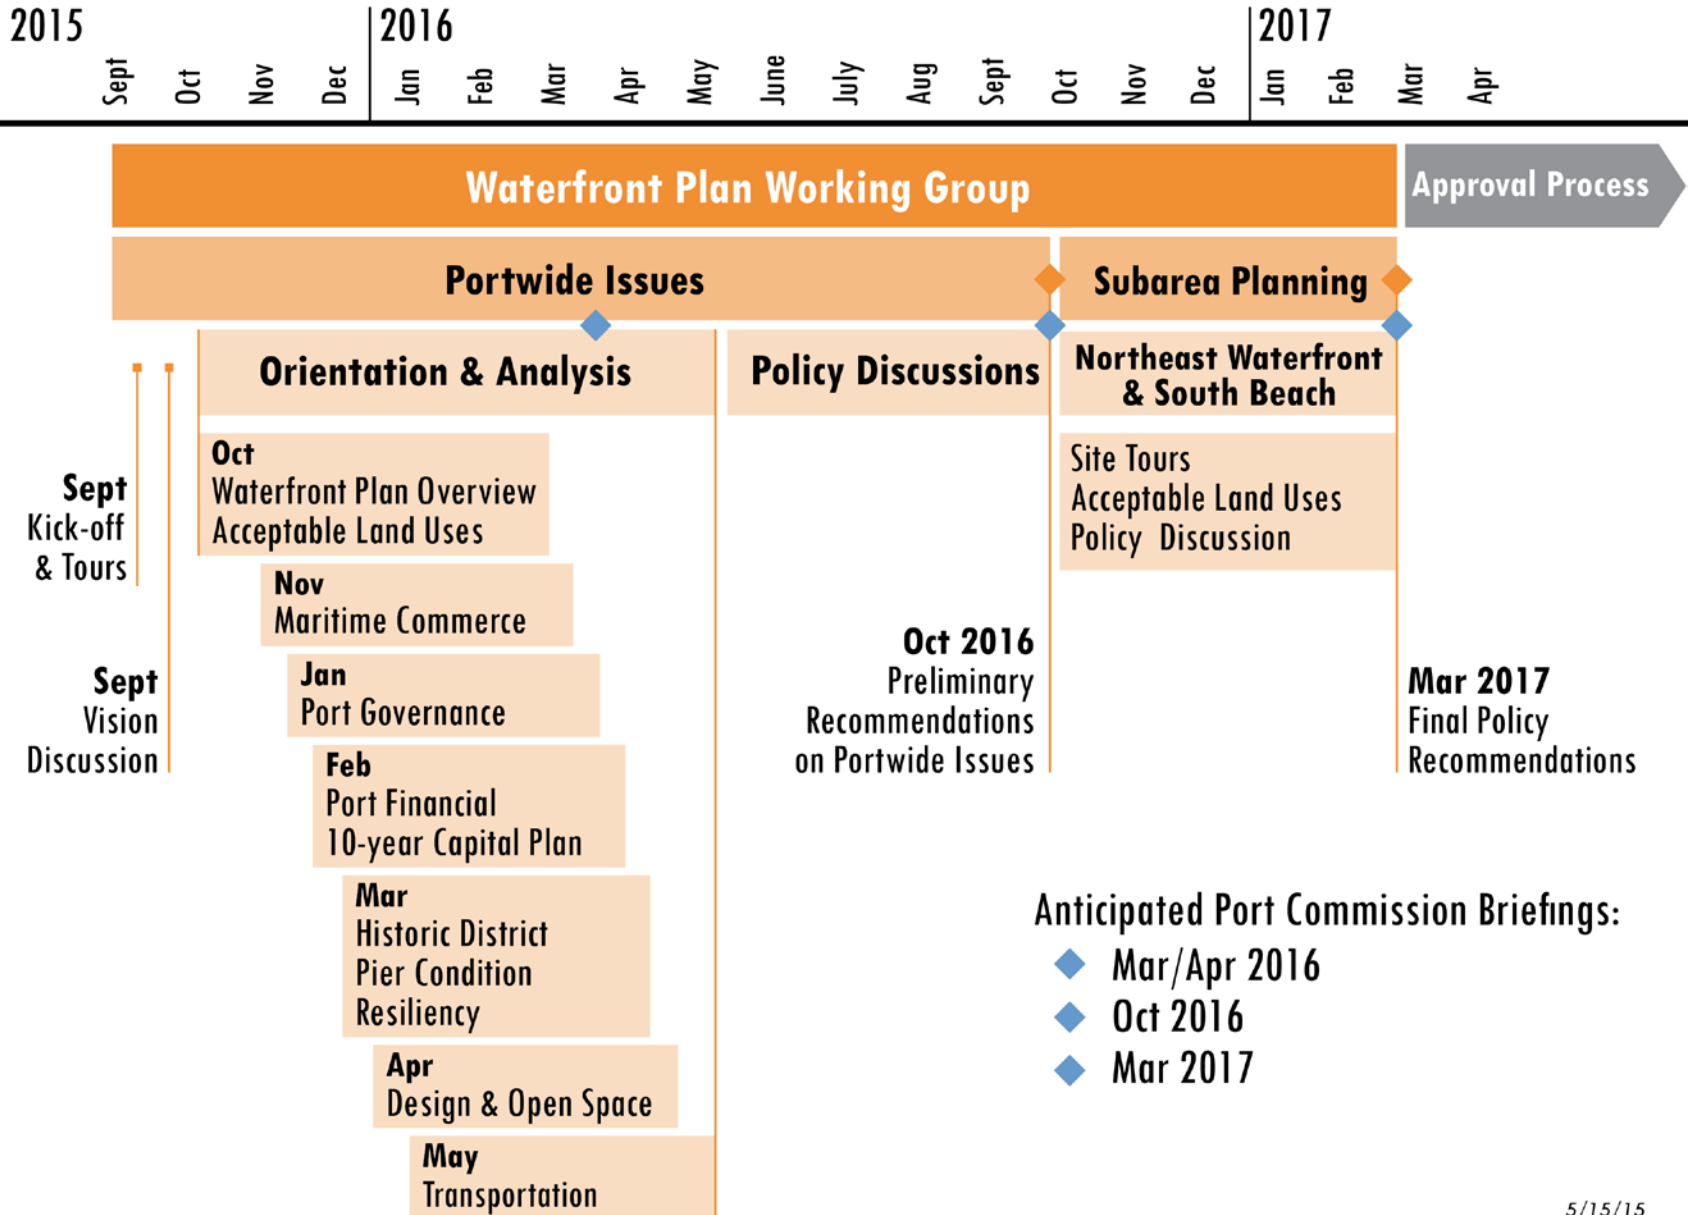 2015
2016
2017
Sept
Oct
Nov
Dec
Jan
Feb
Mar
Apr
May
June
July
Aug
Sept
Oct
Nov
Dec
Jan
Feb
Mar
Apr
Waterfront Plan Working Group
Approval Process
Portwide Issues
Subarea Planning
Orientation & Analysis
Policy Discussions
Northeast Waterfront
& South Beach
Sept
Kick-off
& Tours
Sept
Vision
Discussion
Oct
Waterfront Plan Overview
Acceptable Land Uses
Nov
Maritime Commerce
Jan
Port Governance
Feb
Port Financial
10-year Capital Plan
Mar
Historic District
Pier Condition
Resiliency
Apr
Design & Open Space
May
Transportation
Site Tours
Acceptable Land Uses
Policy Discussion
Oct 2016
Preliminary
Recommendations
on Portwide Issues
Mar 2017
Final Policy
Recommendations
Anticipated Port Commission Briefings:
Mar/Apr 2016
Oct 2016
Mar 2017
5/15/15